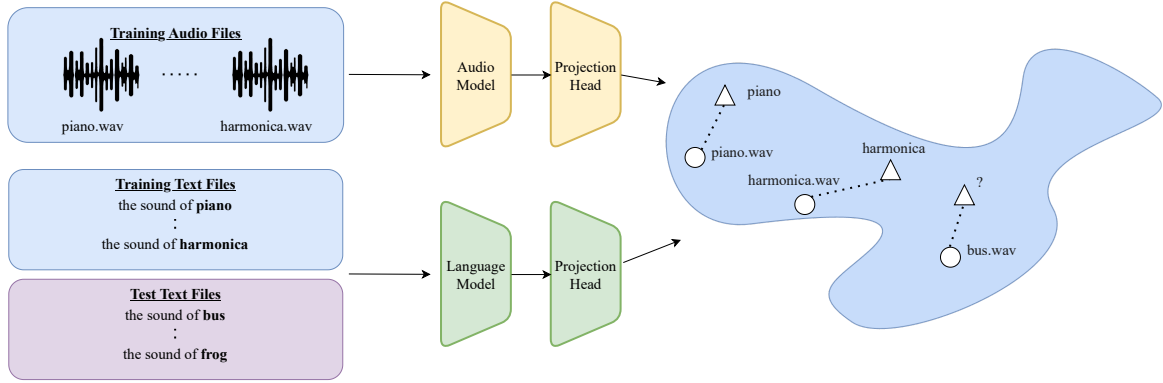 Training Audio Files
. . . . .
piano.wav
harmonica.wav
Training Text Files
the sound of piano
:
the sound of harmonica
Test Text Files
the sound of bus
:
the sound of frog
Audio
Model
Projection
Head
Language
Model
Projection
Head
piano
piano.wav
harmonica
harmonica.wav
?
bus.wav